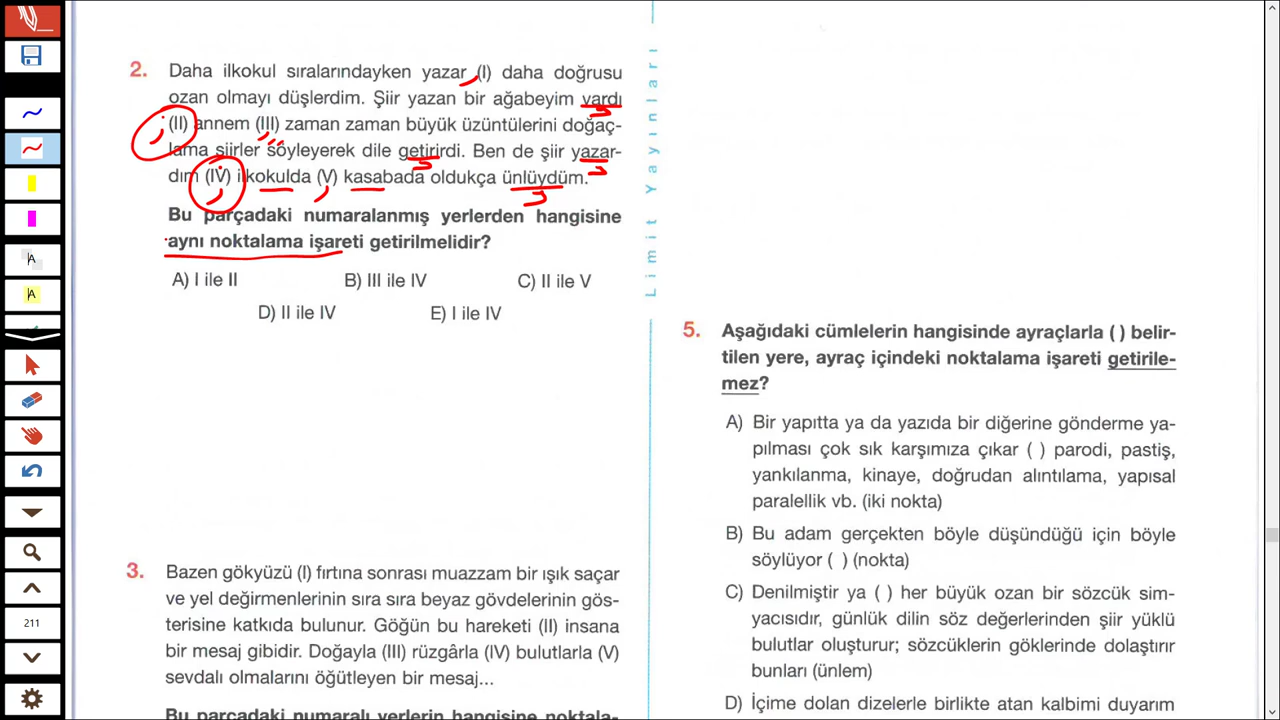 2. Daha ilkokul sıralarındayken yazar (I) daha doğrusu
ozan olmayı düşlerdim. Şiir yazan bir ağabeyim vardı
(II) annem (III) zaman zaman büyük üzüntülerini doğaç-
lama şiirler söyleyerek dile getirirdi. Ben de şiir yazar-
dım (IV) ilkokulda (V) kasabada oldukça ünlüydüm.
Bu parçadaki numaralanmış yerlerden hangisine
aynı noktalama işareti getirilmelidir?
A) I ile II B) III ile IV C) II ile V
D) II ile IV E) I ile IV
3. Bazen gökyüzü (I) fırtına sonrası muazzam bir ışık saçar
ve yel değirmenlerinin sıra sıra beyaz gövdelerinin gös-
terisine katkıda bulunur. Göğün bu hareketi (II) insana
bir mesaj gibidir. Doğayla (III) rüzgârla (IV) bulutlarla (V)
sevdalı olmalarını öğütleyen bir mesaj...
Bu parçadaki numaralı yerlerin hangisine noktala-
Limit Yayınları
5. Aşağıdaki cümlelerin hangisinde ayraçlarla ( ) belir-
tilen yere, ayraç içindeki noktalama işareti getirile-
mez?
A) Bir yapıtta ya da yazıda bir diğerine gönderme ya-
pılması çok sık karşımıza çıkar ( ) parodi, pastiş,
yankılanma, kinaye, doğrudan alıntılama, yapısal
paralellik vb. (iki nokta)
B) Bu adam gerçekten böyle düşündüğü için böyle
söylüyor ( ) (nokta)
C) Denilmiştir ya ( ) her büyük ozan bir sözcük sim-
yacısıdır, günlük dilin söz değerlerinden şiir yüklü
bulutlar oluşturur; sözcüklerin göklerinde dolaştırır
bunları (ünlem)
D) İçime dolan dizelerle birlikte atan kalbimi duyarım
A
A
211